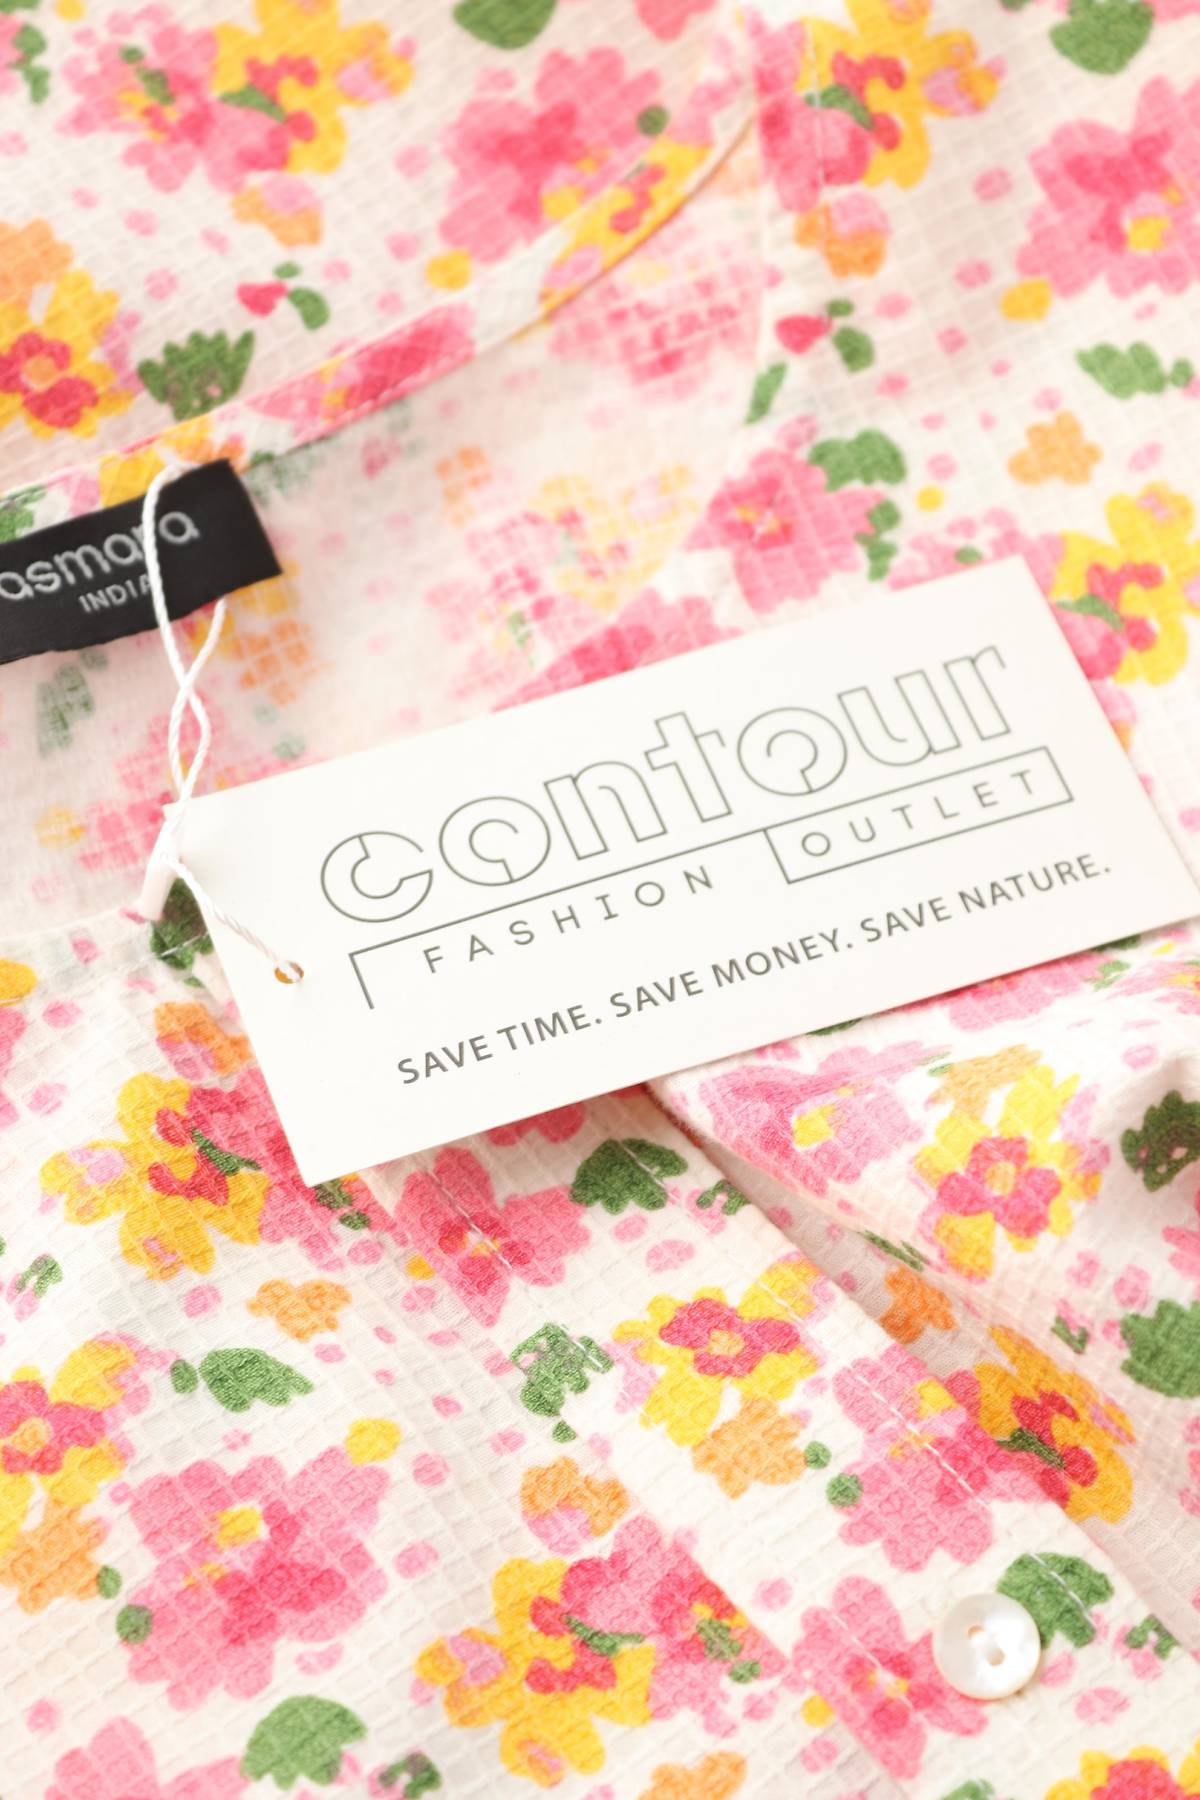 asmara
INDIA
contour
FASHION OUTLET
SAVE TIME. SAVE MONEY. SAVE NATURE.